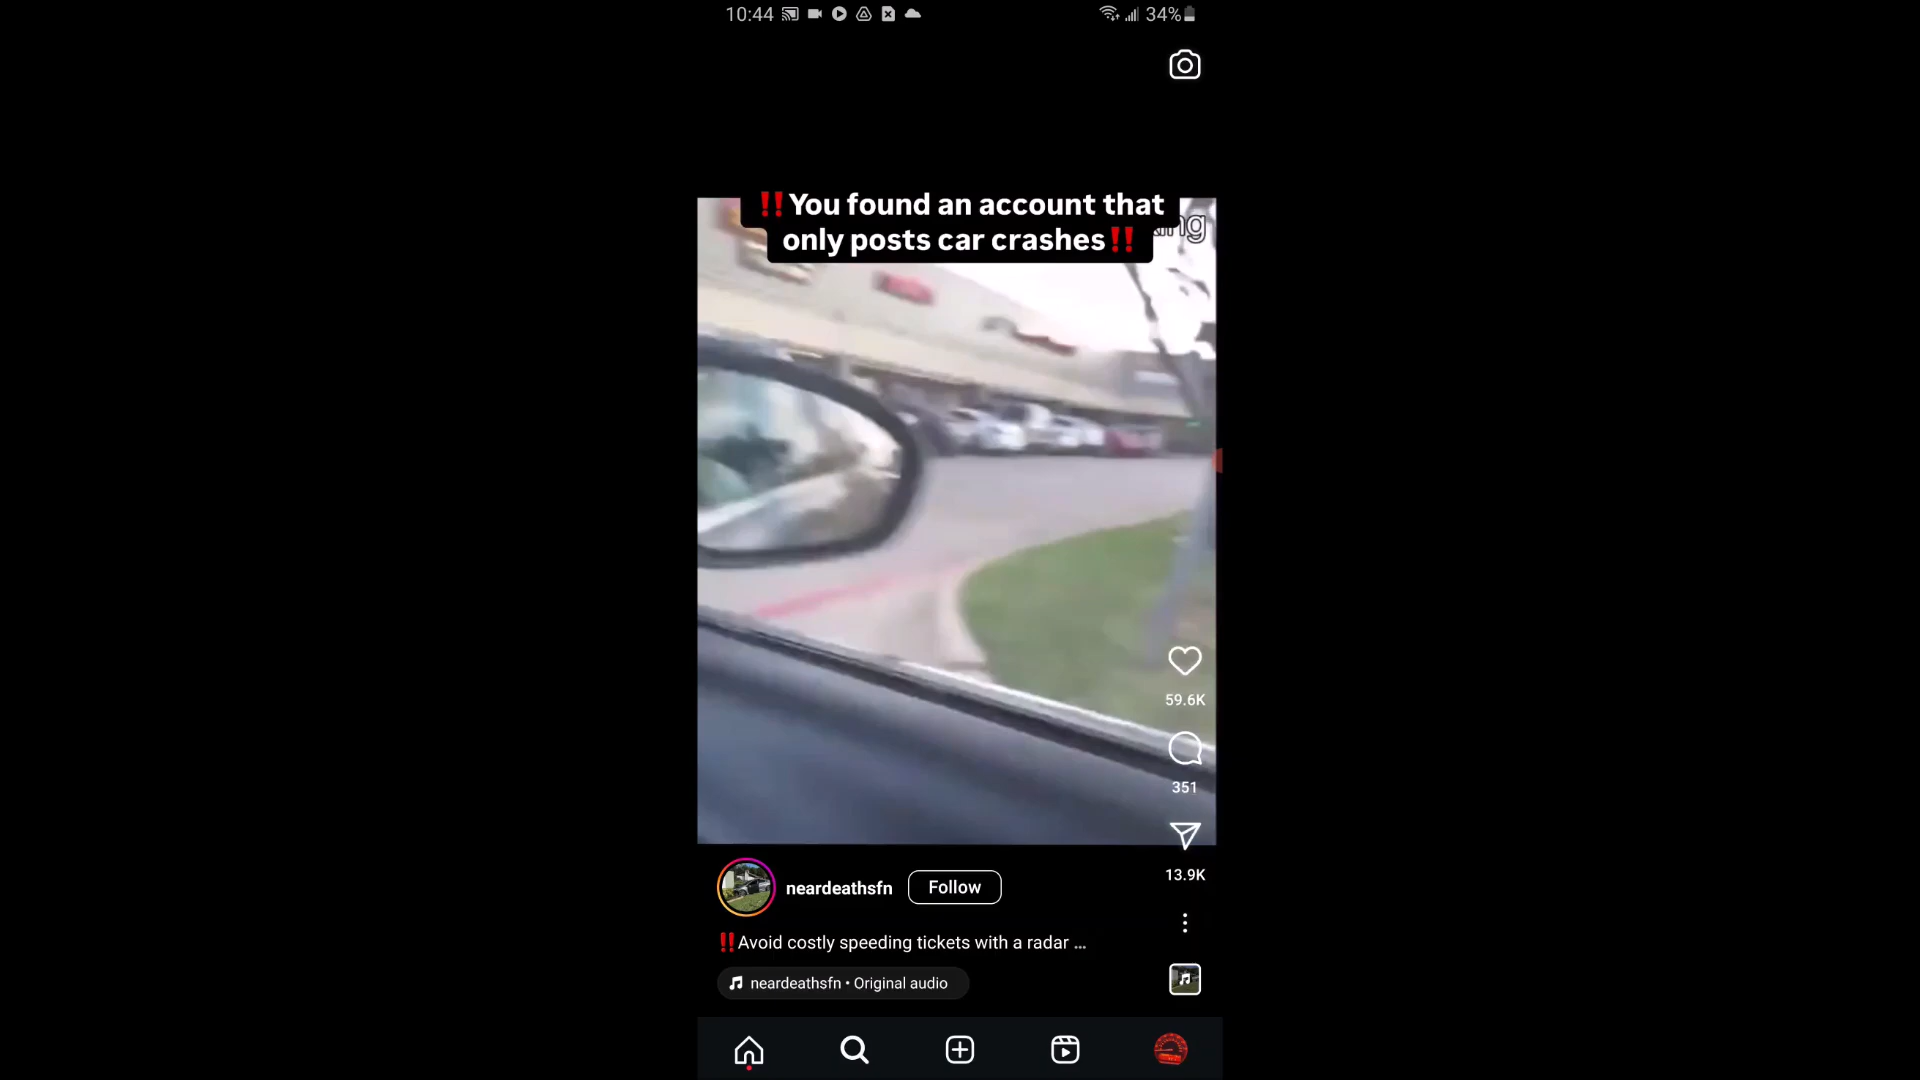 10:44
34%
‼You found an account that
only posts car crashes‼
59.6K
351
13.9K
neardeathsfn
Follow
‼Avoid costly speeding tickets with a radar ...
neardeathsfn • Original audio